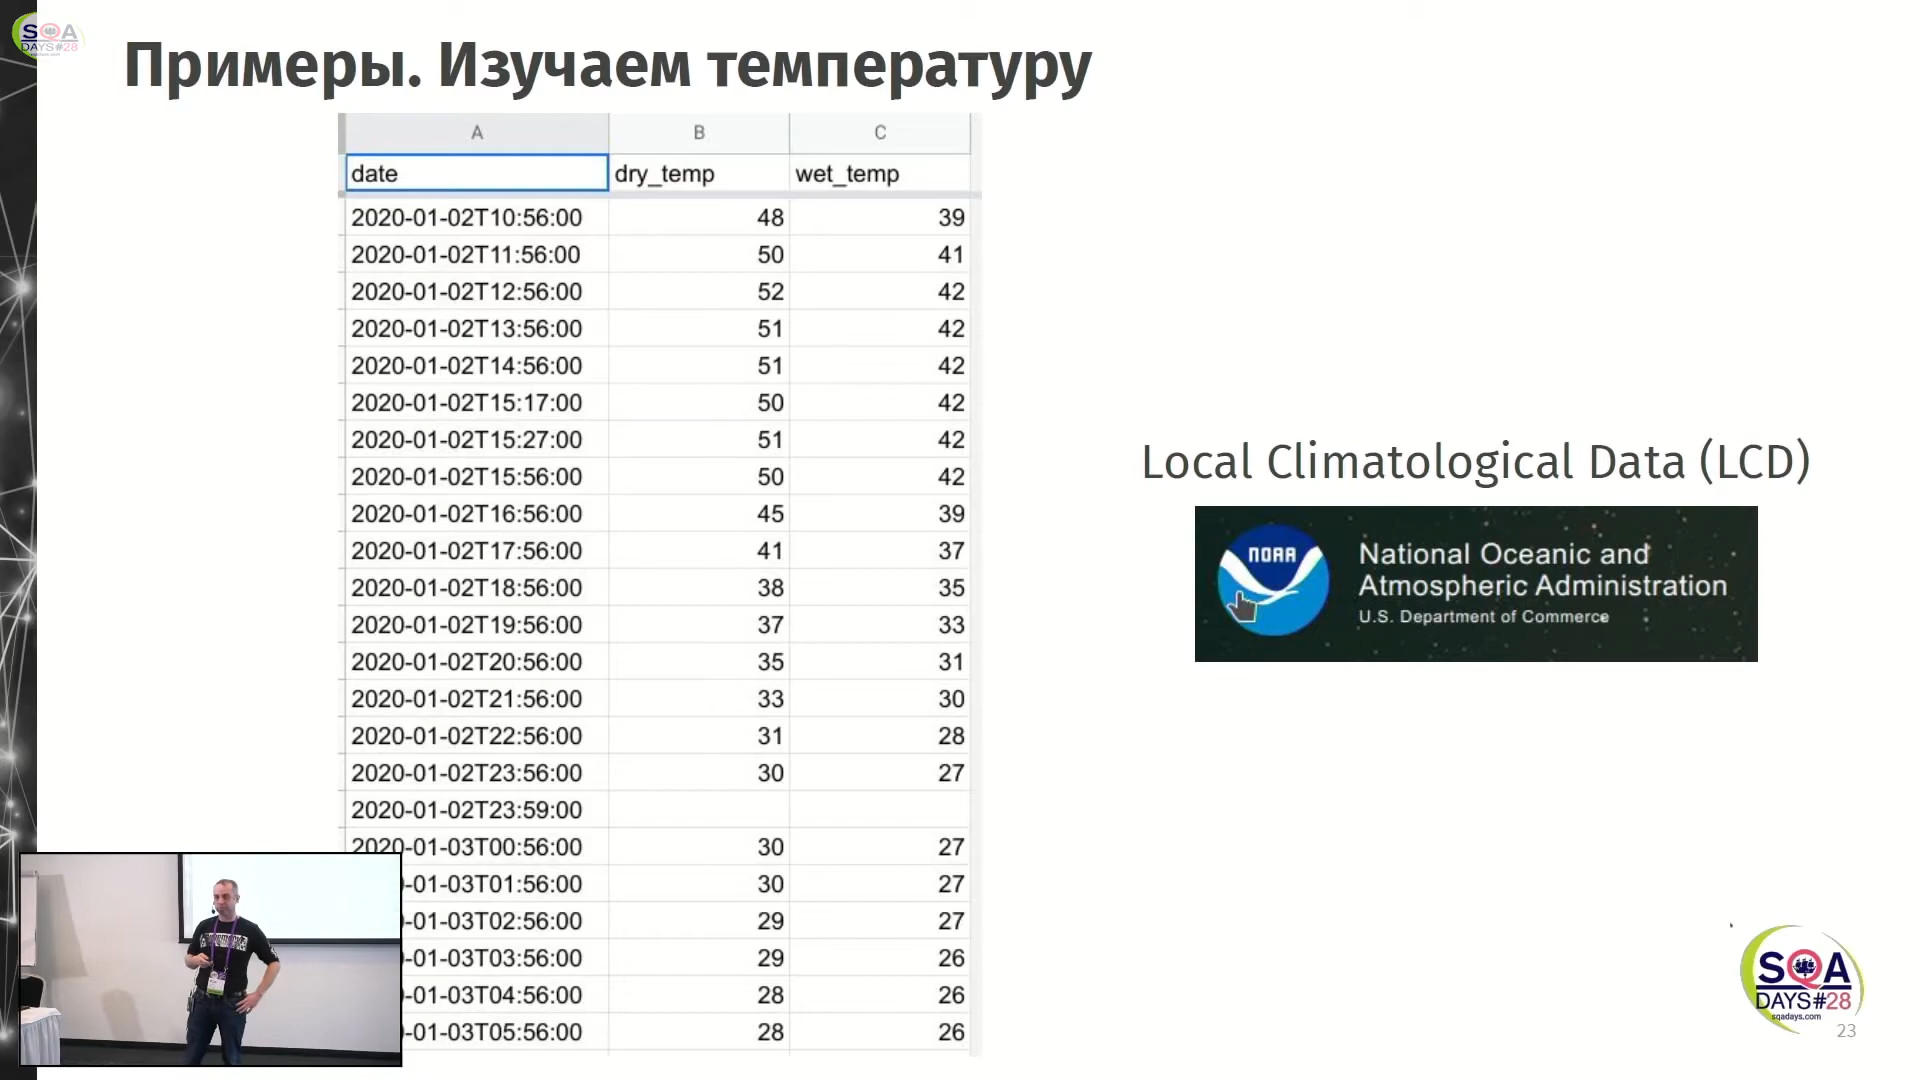 SQA
DAYS#28
Примеры. Изучаем температуру
A B C
date dry_temp wet_temp
2020-01-02T10:56:00 48 39
2020-01-02T11:56:00 50 41
2020-01-02T12:56:00 52 42
2020-01-02T13:56:00 51 42
2020-01-02T14:56:00 51 42
2020-01-02T15:17:00 50 42
2020-01-02T15:27:00 51 42
2020-01-02T15:56:00 50 42
2020-01-02T16:56:00 45 39
2020-01-02T17:56:00 41 37
2020-01-02T18:56:00 38 35
2020-01-02T19:56:00 37 33
2020-01-02T20:56:00 35 31
2020-01-02T21:56:00 33 30
2020-01-02T22:56:00 31 28
2020-01-02T23:56:00 30 27
2020-01-02T23:59:00
2020-01-03T00:56:00 30 27
-01-03T01:56:00 30 27
-01-03T02:56:00 29 27
-01-03T03:56:00 29 26
-01-03T04:56:00 28 26
-01-03T05:56:00 28 26
Local Climatological Data (LCD)
NOAA
National Oceanic and
Atmospheric Administration
U.S. Department of Commerce
SQA
DAYS#28
sqadays.com
23